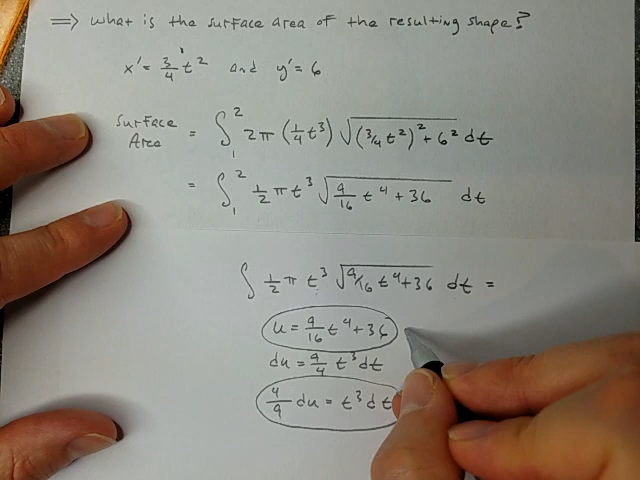 ⟹ what is the surface area of the resulting shape?
x' = 3/4 t² and y' = 6
Surface Area = ∫₁² 2π (1/4 t³) √((3/4 t²)² + 6²) dt
= ∫₁² 1/2 π t³ √(9/16 t⁴ + 36) dt
∫ 1/2 π t³ √(9/16 t⁴ + 36) dt =
u = 9/16 t⁴ + 36
du = 9/4 t³ dt
4/9 du = t³ dt